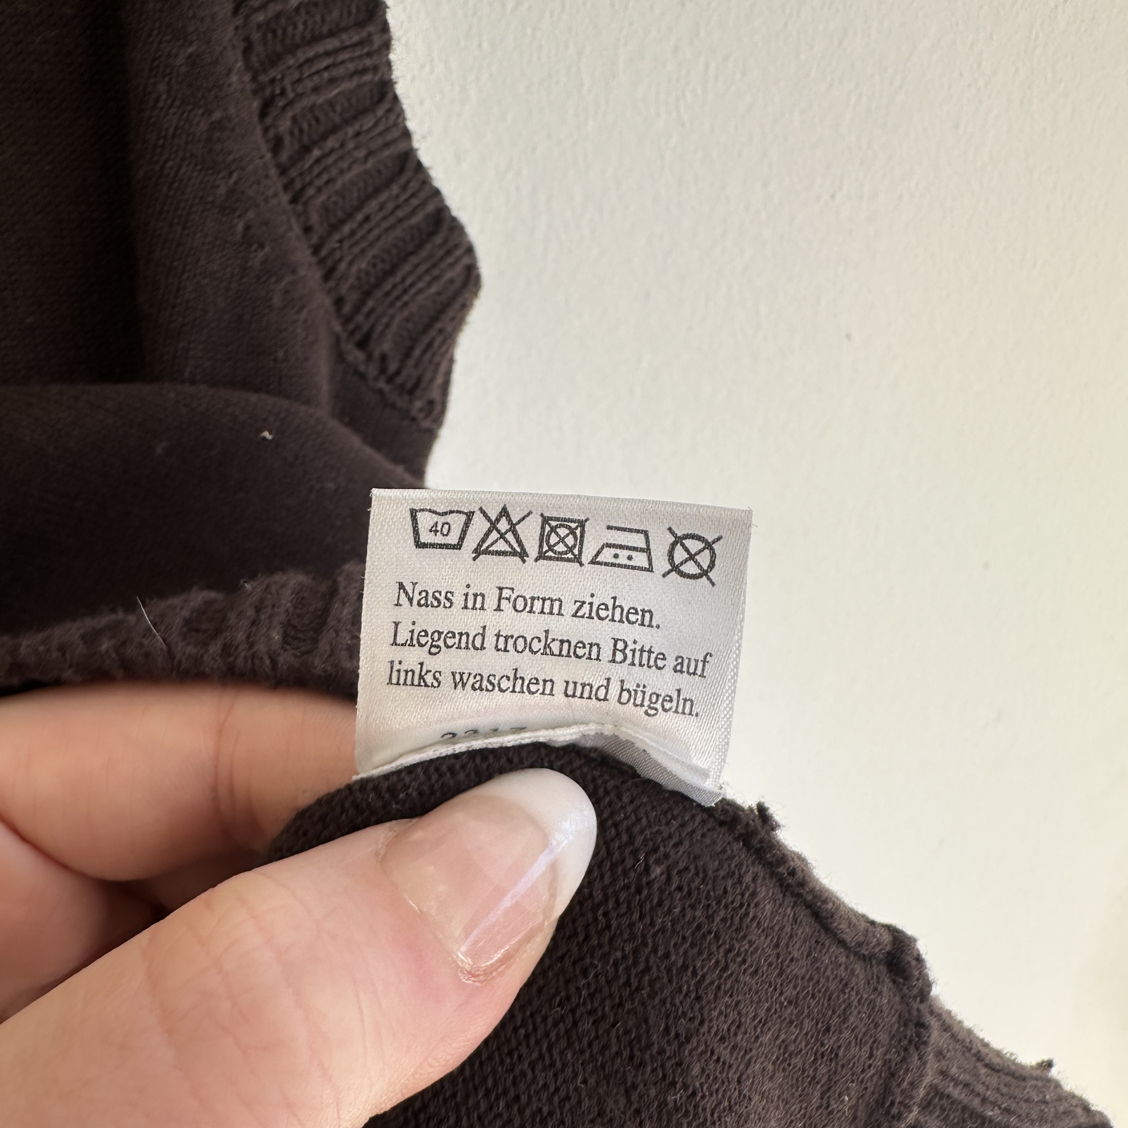 40
Nass in Form ziehen.
Liegend trocknen Bitte auf
links waschen und bügeln.